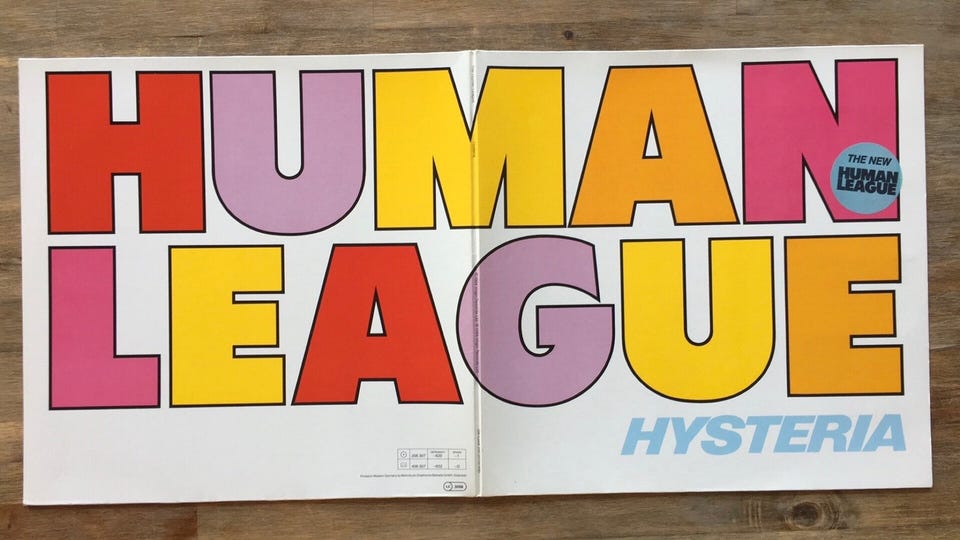 HUMAN
THE NEW
HUMAN
LEAGUE
LEAGUE
HYSTERIA